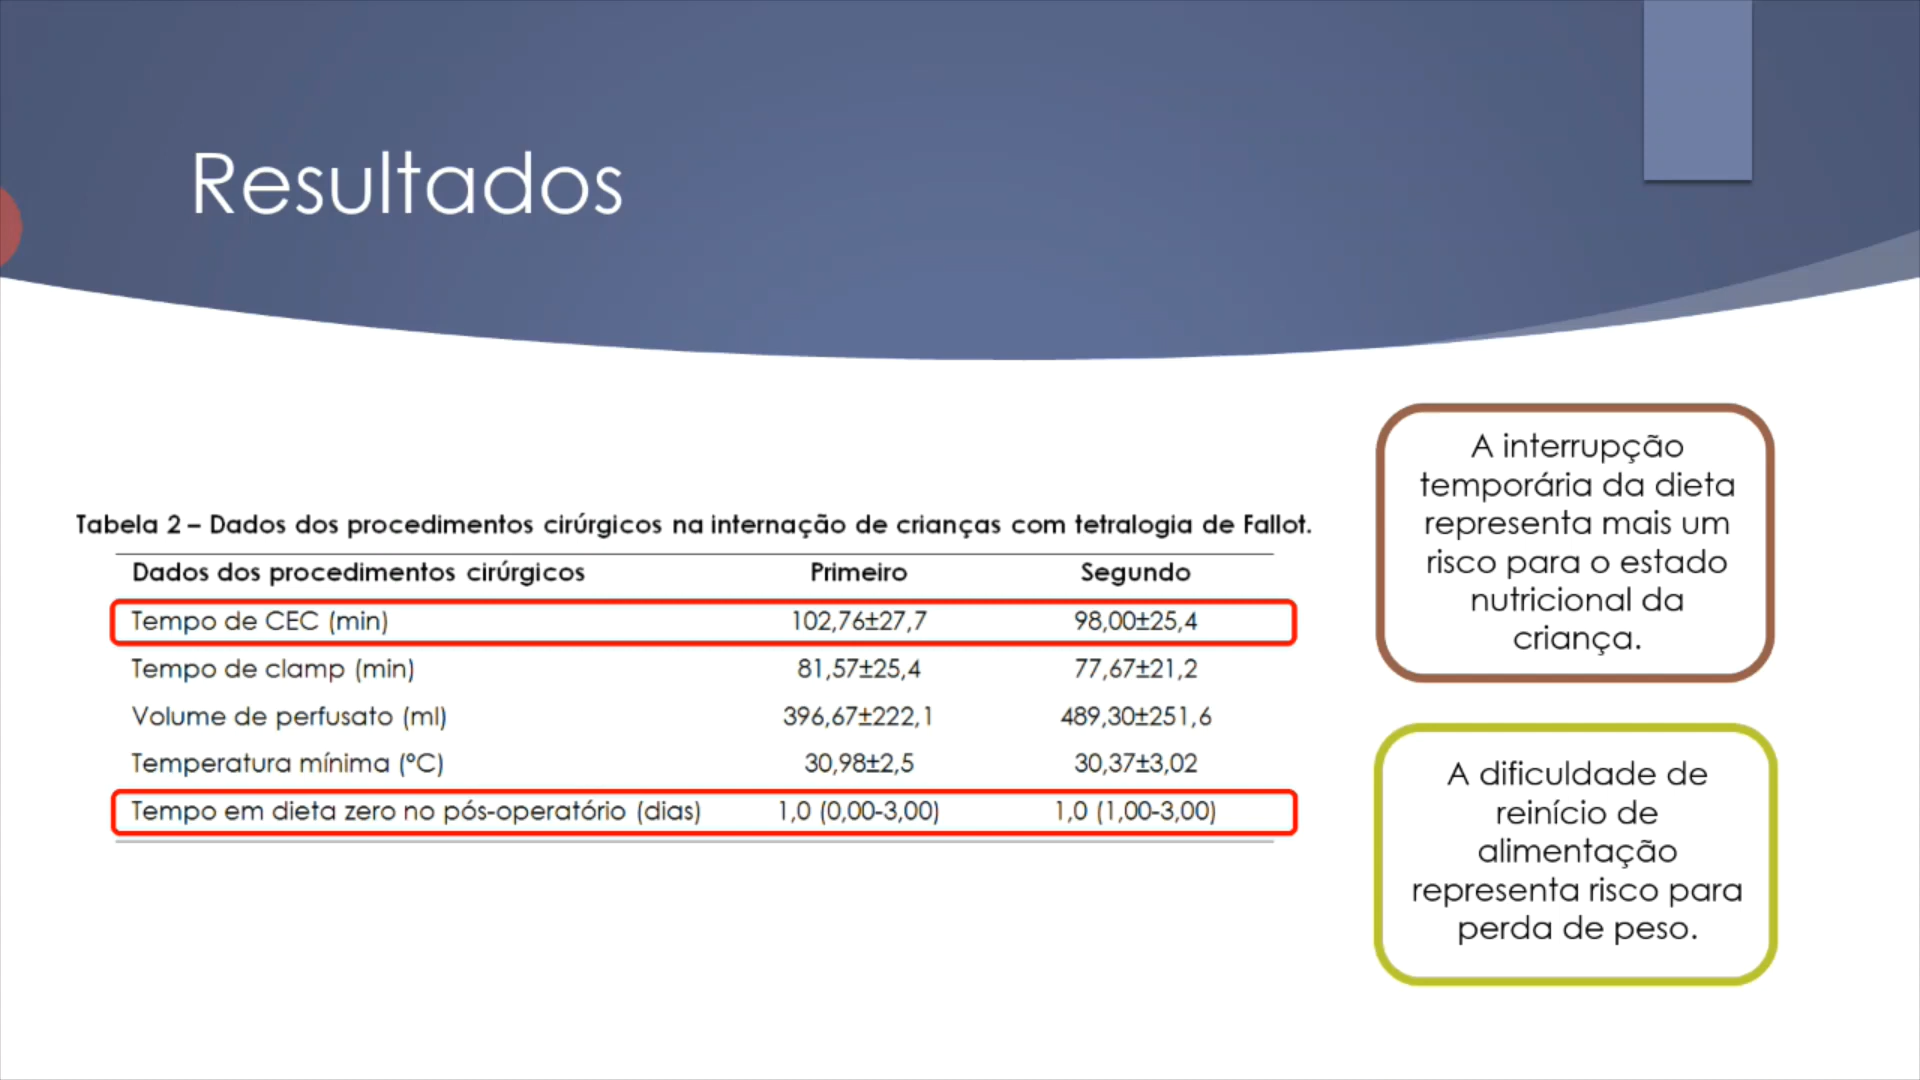 Resultados
Tabela 2 – Dados dos procedimentos cirúrgicos na internação de crianças com tetralogia de Fallot.
Dados dos procedimentos cirúrgicos Primeiro Segundo
Tempo de CEC (min) 102,76±27,7 98,00±25,4
Tempo de clamp (min) 81,57±25,4 77,67±21,2
Volume de perfusato (ml) 396,67±222,1 489,30±251,6
Temperatura mínima (°C) 30,98±2,5 30,37±3,02
Tempo em dieta zero no pós-operatório (dias) 1,0 (0,00-3,00) 1,0 (1,00-3,00)
A interrupção
temporária da dieta
representa mais um
risco para o estado
nutricional da
criança.
A dificuldade de
reinício de
alimentação
representa risco para
perda de peso.